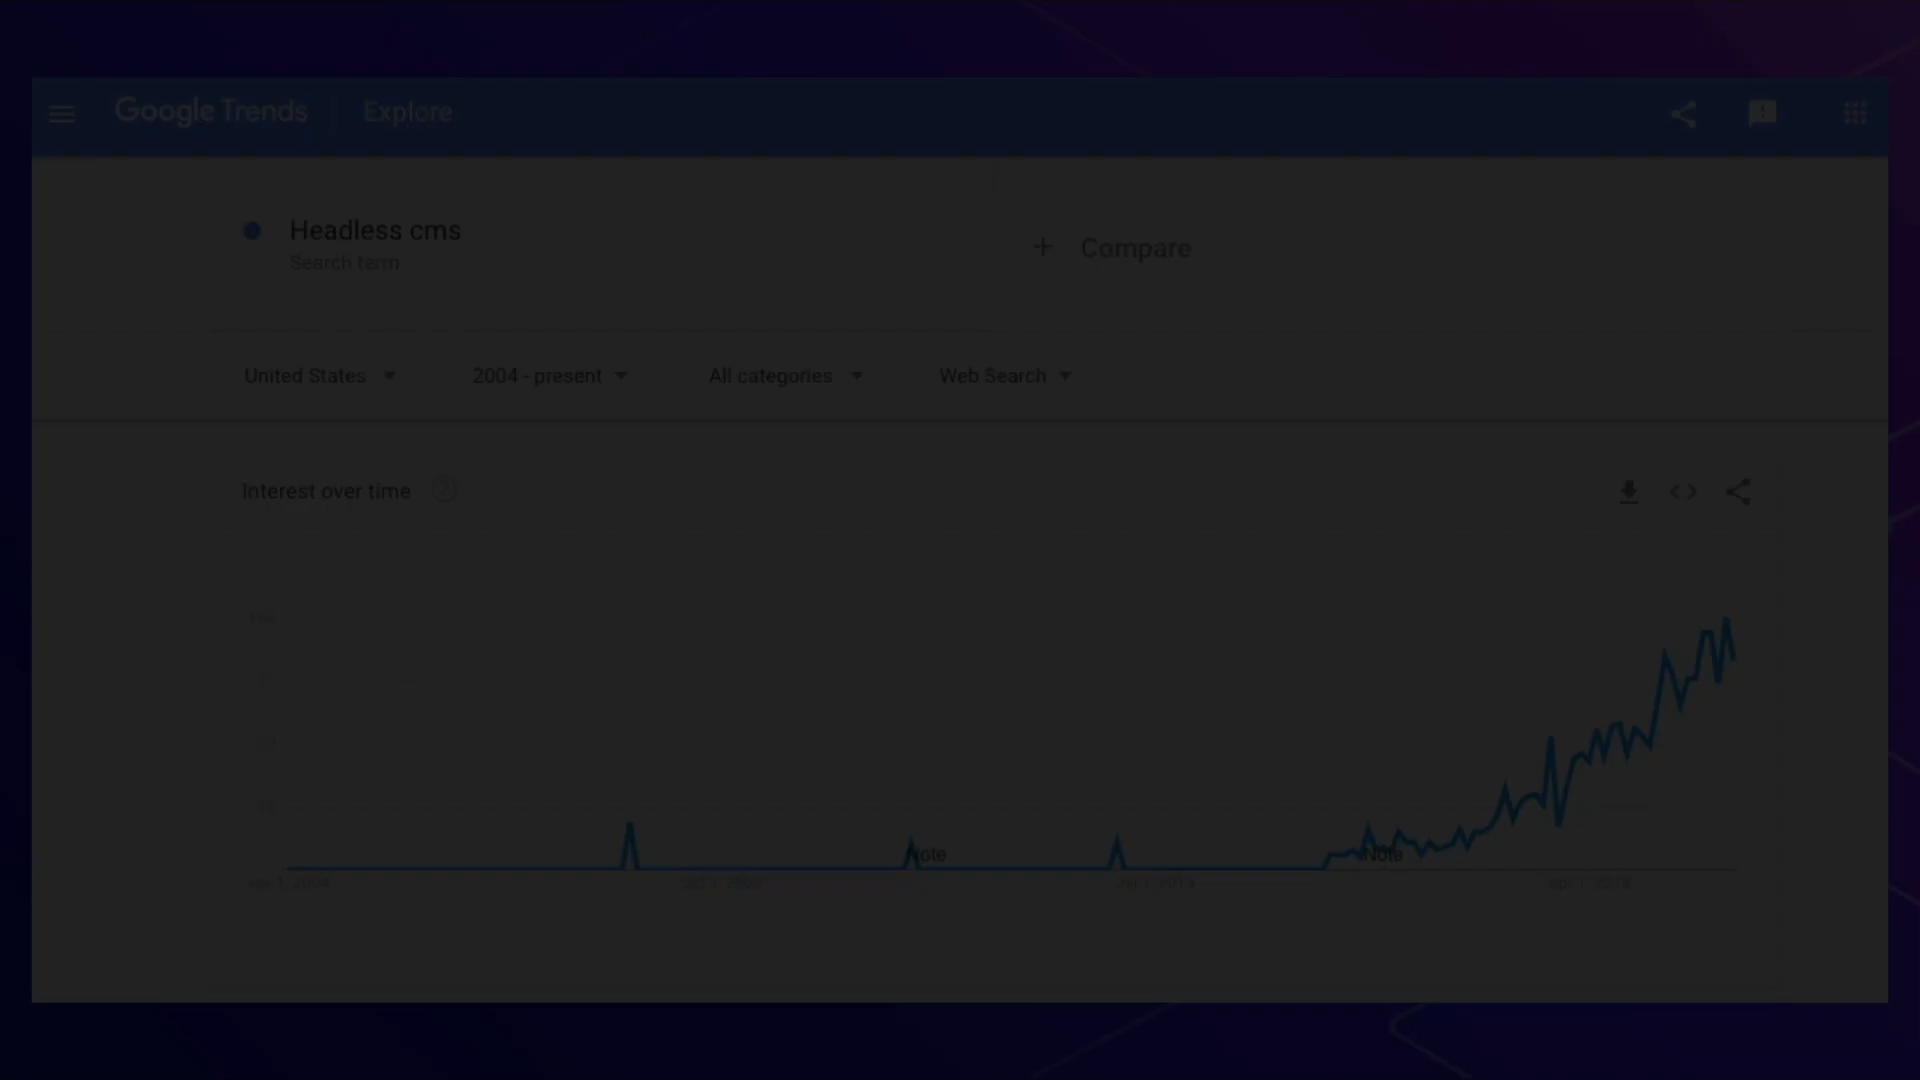 Google Trends Explore
Headless cms
Search term
+ Compare
United States
2004 - present
All categories
Web Search
Interest over time
Note
Note